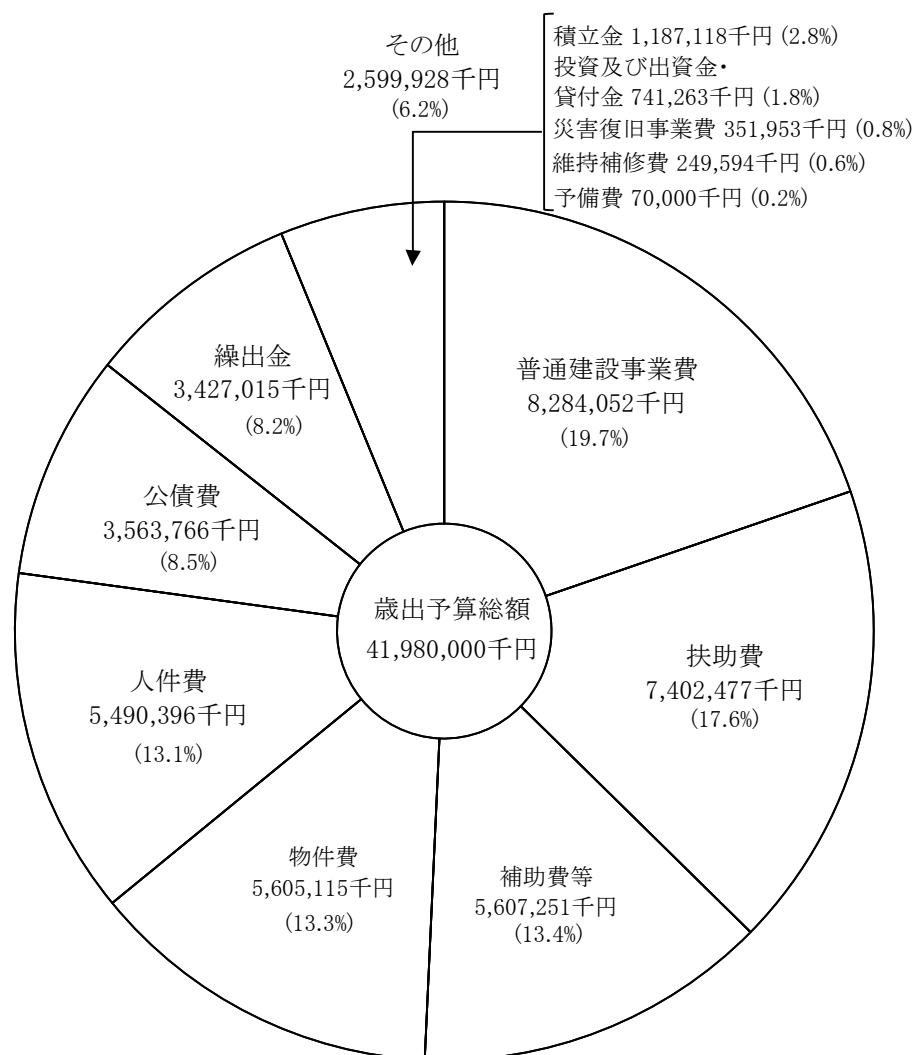 その他
2,599,928千円
(6.2%)
積立金 1,187,118千円 (2.8%)
投資及び出資金・
貸付金 741,263千円 (1.8%)
災害復旧事業費 351,953千円 (0.8%)
維持補修費 249,594千円 (0.6%)
予備費 70,000千円 (0.2%)
普通建設事業費
8,284,052千円
(19.7%)
扶助費
7,402,477千円
(17.6%)
補助費等
5,607,251千円
(13.4%)
物件費
5,605,115千円
(13.3%)
人件費
5,490,396千円
(13.1%)
公債費
3,563,766千円
(8.5%)
繰出金
3,427,015千円
(8.2%)
歳出予算総額
41,980,000千円